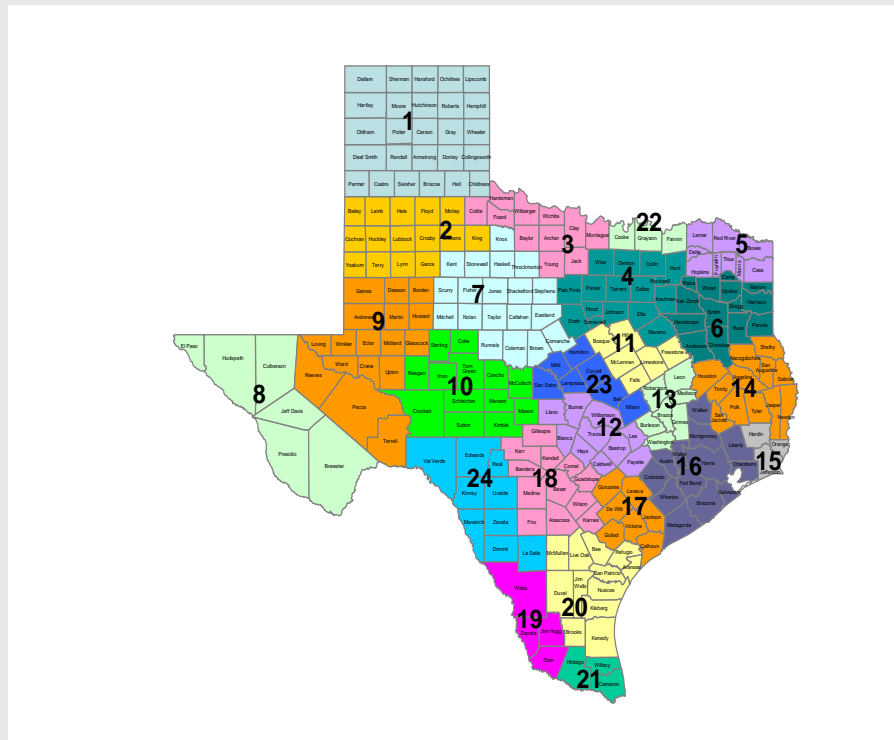 Dallam Sherman Hansford Ochiltree Lipscomb
Hartley Moore Hutchinson Roberts Hemphill
1
Oldham Potter Carson Gray Wheeler
Deaf Smith Randall Armstrong Donley Collingsworth
Parmer Castro Swisher Briscoe Hall Childress
Bailey Lamb Hale Floyd Motley Cottle Hardeman Foard Wilbarger Wichita
2
Cochran Hockley Lubbock Crosby King Knox Baylor Archer Clay Montague
3
22
Cooke Grayson Fannin Lamar Red River Bowie
5
Yoakum Terry Lynn Garza Kent Stonewall Haskell Throckmorton Young Jack Wise Denton Collin Hunt Delta Hopkins Franklin Titus Morris Cass
4
Gaines Dawson Borden Scurry Fisher Jones Shackelford Stephens Palo Pinto Parker Tarrant Dallas Rockwall Kaufman Van Zandt Rains Wood Camp Upshur Marion Harrison Gregg Smith
7
Andrews Martin Howard Mitchell Nolan Taylor Callahan Eastland Erath Hood Somervell Johnson Ellis Navarro Henderson Rusk Panola
9
6
El Paso Hudspeth Culberson Loving Winkler Ector Midland Glasscock Sterling Coke Runnels Coleman Brown Comanche Hamilton Bosque Hill Freestone Anderson Cherokee Nacogdoches Shelby
11
Reeves Ward Crane Upton Reagan Irion Tom Green Concho McCulloch San Saba Mills Lampasas Coryell McLennan Limestone Falls Leon Houston Trinity Angelina San Augustine Sabine
8
10
23
14
Jeff Davis Pecos Crockett Schleicher Menard Mason Llano Burnet Bell Milam Robertson Madison Brazos Grimes Walker San Jacinto Polk Tyler Jasper Newton
13
12
Terrell Sutton Kimble Gillespie Blanco Williamson Travis Lee Burleson Washington Montgomery Liberty Hardin Orange
Presidio Brewster Val Verde Edwards Real Kerr Kendall Hays Bastrop Caldwell Fayette Austin Waller Harris Chambers Jefferson
16
15
24
18
Bandera Comal Guadalupe Bexar Gonzales Lavaca Colorado Fort Bend Galveston
Kinney Uvalde Medina Wilson De Witt Jackson Wharton Brazoria
17
Maverick Zavala Frio Atascosa Karnes Goliad Victoria Calhoun Matagorda
Dimmit La Salle McMullen Live Oak Bee Refugio Aransas
Webb Duval Jim Wells San Patricio Nueces
20
Kleberg
19
Zapata Jim Hogg Brooks Kenedy
Starr Hidalgo Willacy
21
Cameron